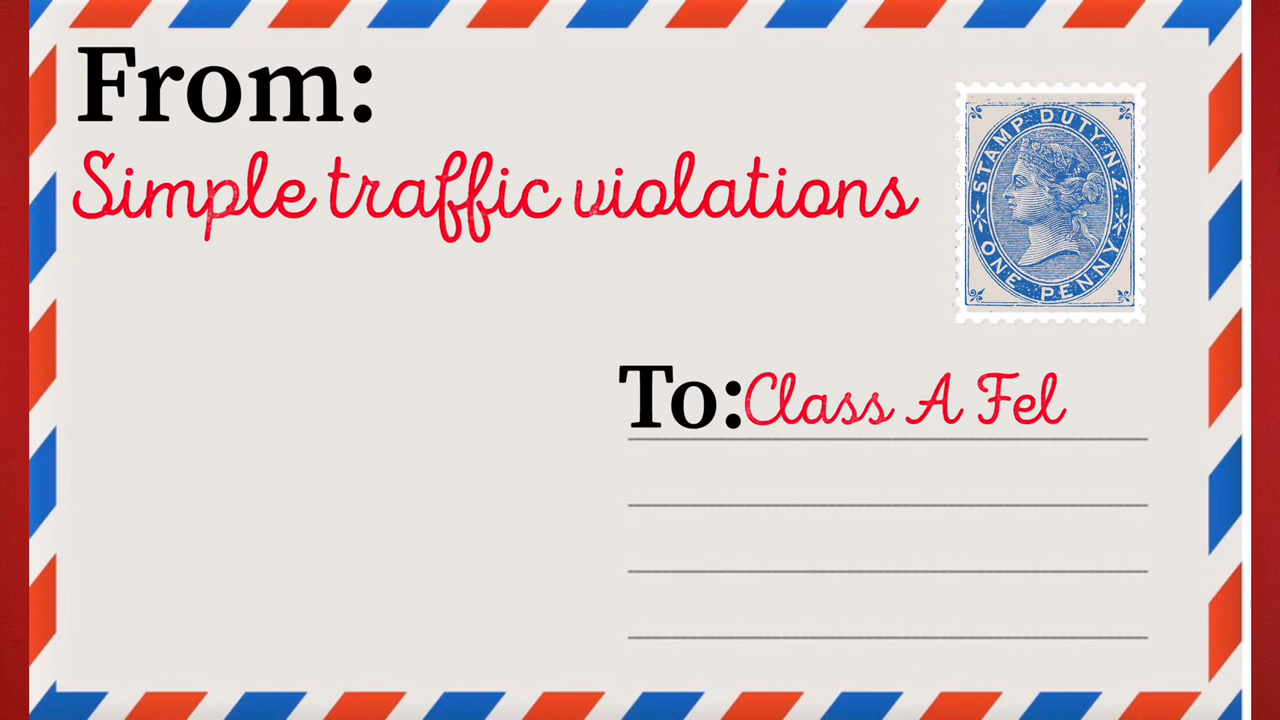 From:
Simple traffic violations
STAMP DUTY N Z
ONE PENNY
To: Class A Fel